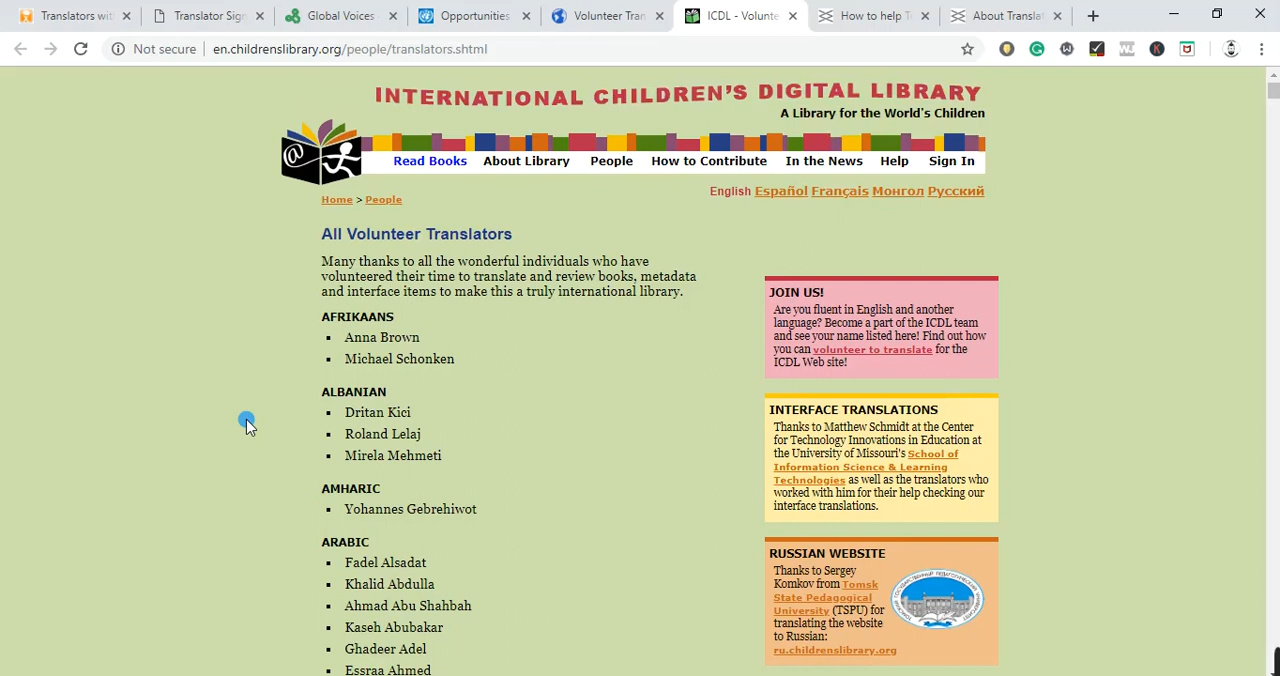 Translators wit
Translator Sign
Global Voices
Opportunities
Volunteer Tran
ICDL - Volunte
How to help T
About Transla
Not secure
en.childrenslibrary.org/people/translators.shtml
INTERNATIONAL CHILDREN'S DIGITAL LIBRARY
A Library for the World's Children
Read Books About Library People How to Contribute In the News Help Sign In
English Español Français Монгол Русский
Home > People
All Volunteer Translators
Many thanks to all the wonderful individuals who have
volunteered their time to translate and review books, metadata
and interface items to make this a truly international library.
AFRIKAANS
Anna Brown
Michael Schonken
ALBANIAN
Dritan Kici
Roland Lelaj
Mirela Mehmeti
AMHARIC
Yohannes Gebrehiwot
ARABIC
Fadel Alsadat
Khalid Abdulla
Ahmad Abu Shahbah
Kaseh Abubakar
Ghadeer Adel
Essraa Ahmed
JOIN US!
Are you fluent in English and another
language? Become a part of the ICDL team
and see your name listed here! Find out how
you can volunteer to translate for the
ICDL Web site!
INTERFACE TRANSLATIONS
Thanks to Matthew Schmidt at the Center
for Technology Innovations in Education at
the University of Missouri's School of
Information Science & Learning
Technologies as well as the translators who
worked with him for their help checking our
interface translations.
RUSSIAN WEBSITE
Thanks to Sergey
Komkov from Tomsk
State Pedagogical
University (TSPU) for
translating the website
to Russian:
ru.childrenslibrary.org